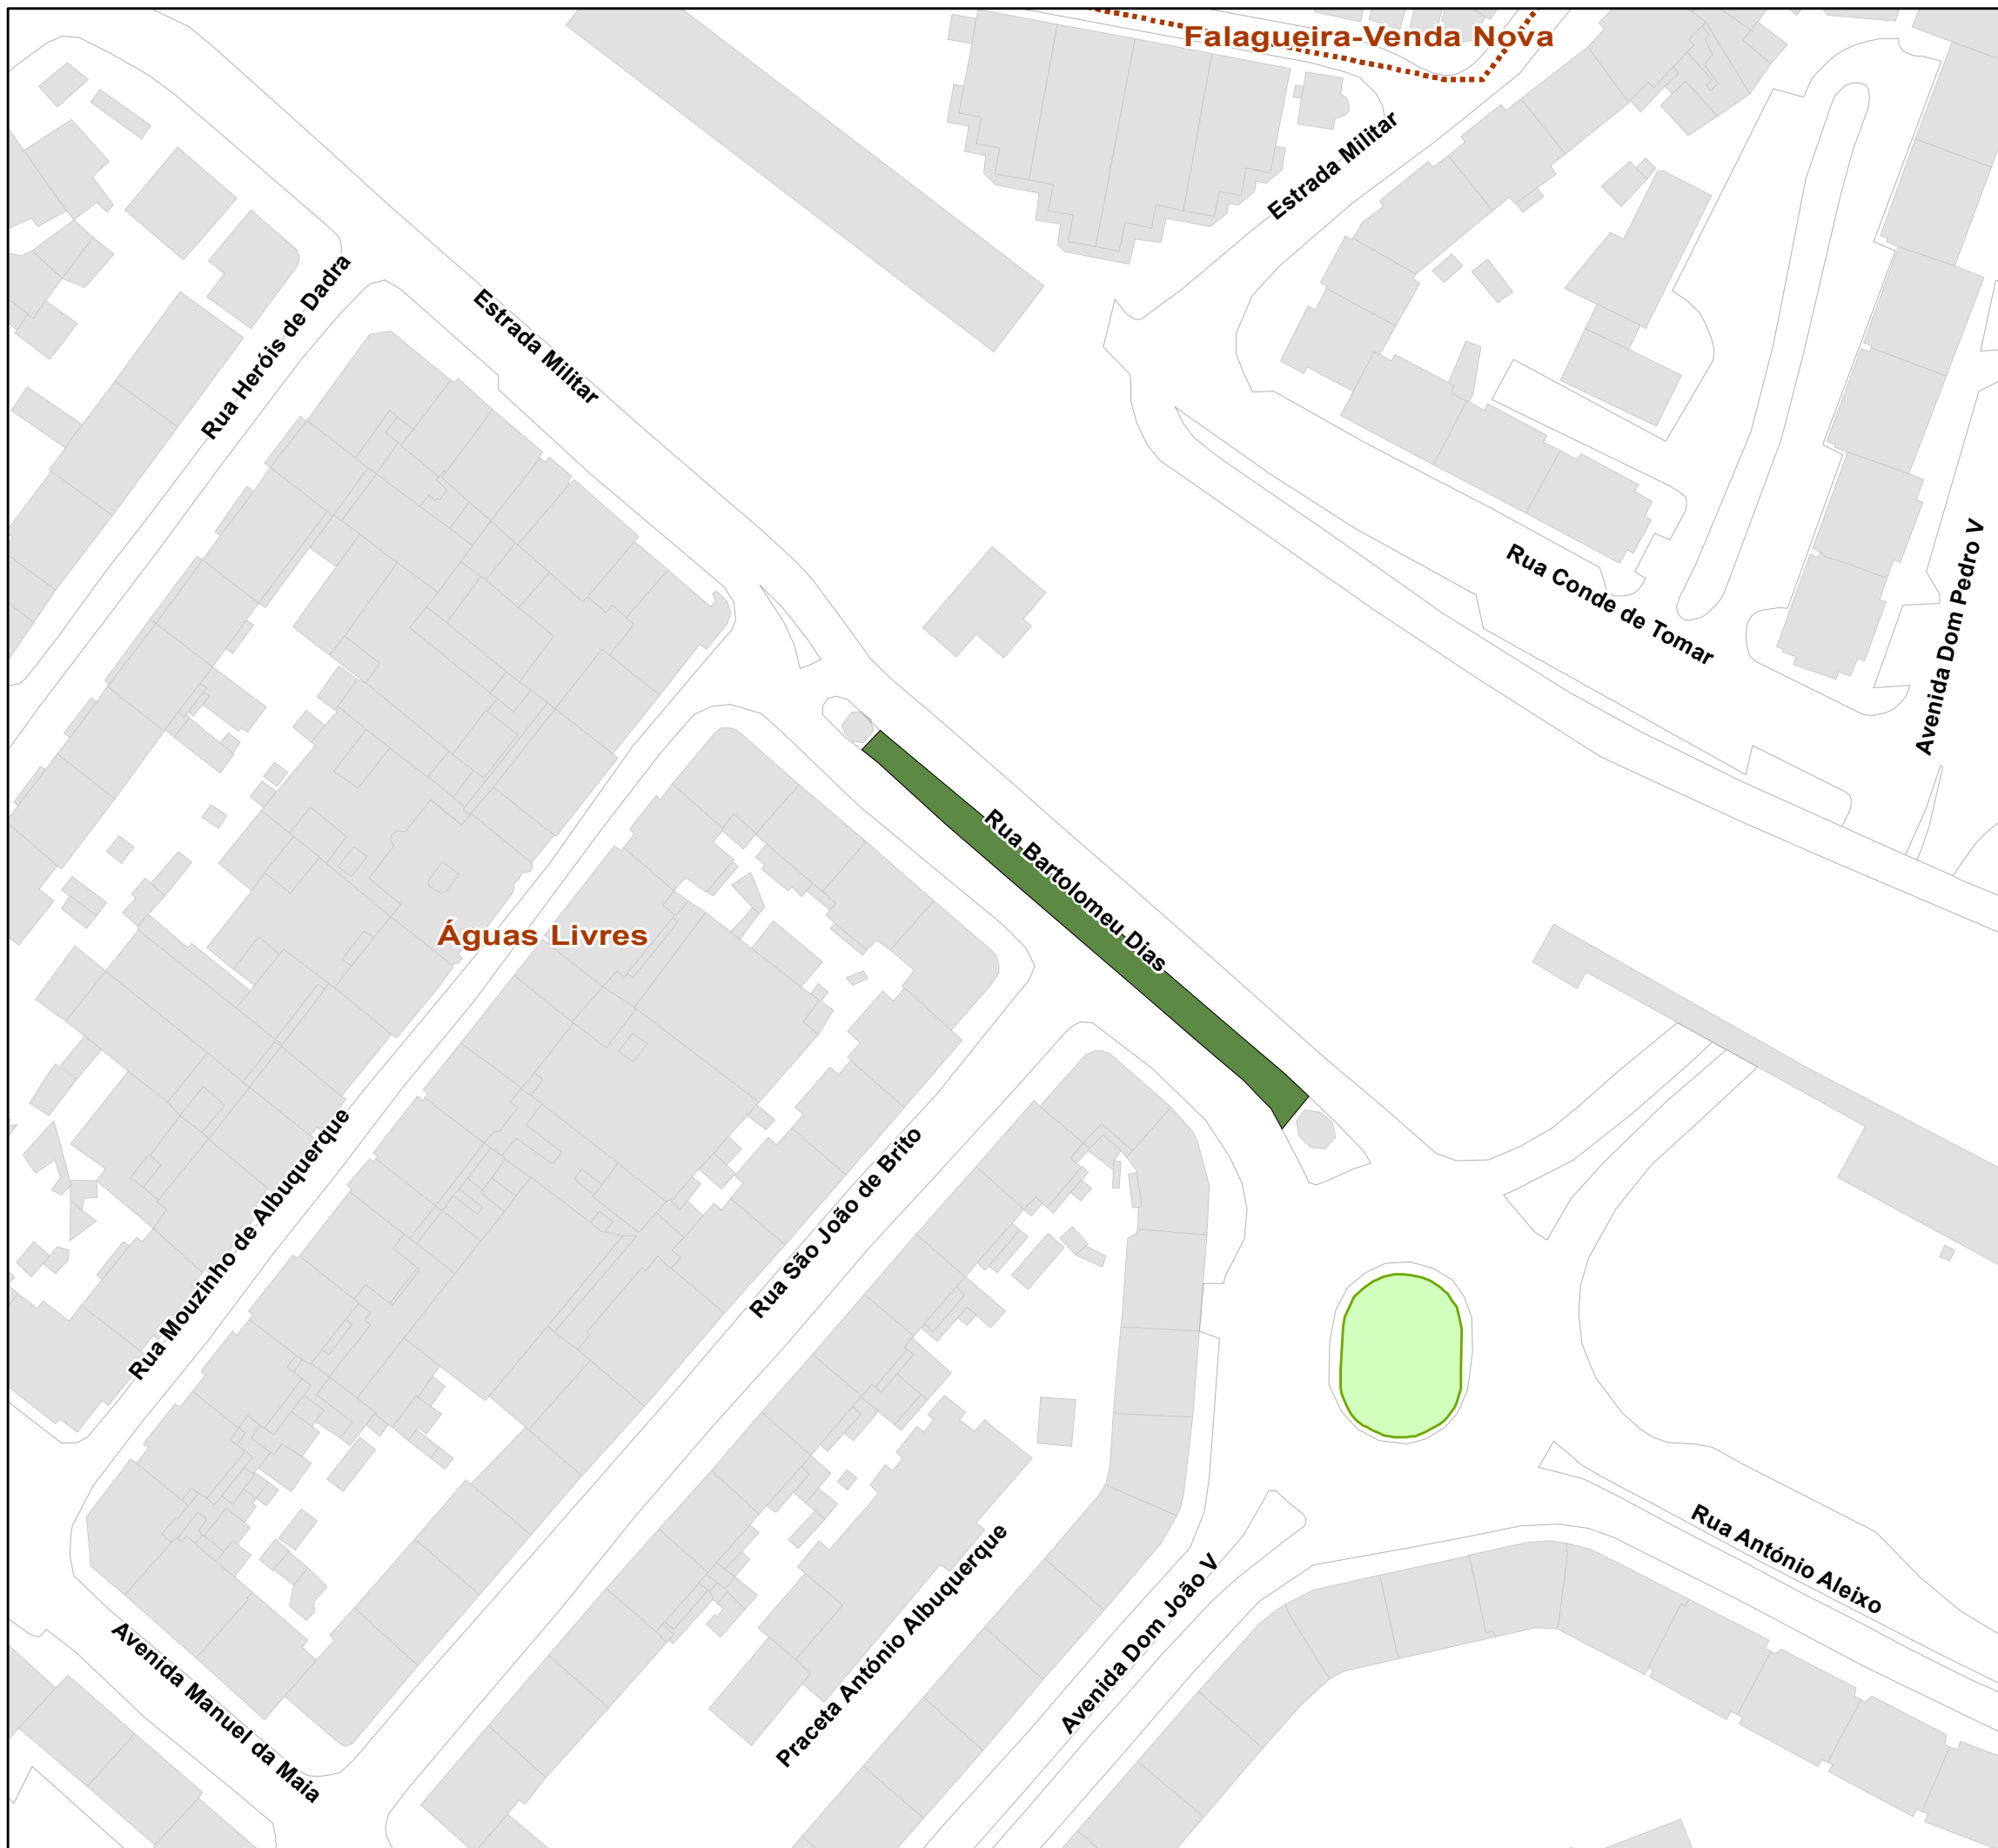 Falagueira-Venda Nova
Estrada Militar
Rua Heróis de Dadra
Estrada Militar
Rua Conde de Tomar
Avenida Dom Pedro V
Rua Bartolomeu Dias
Águas Livres
Rua Mouzinho de Albuquerque
Rua São João de Brito
Rua António Aleixo
Praceta António Albuquerque
Avenida Dom João V
Avenida Manuel da Maia